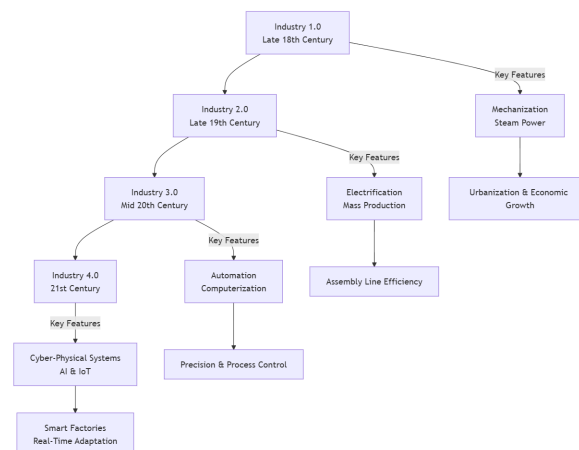 Industry 1.0
Late 18th Century
Key Features
Industry 2.0
Late 19th Century
Mechanization
Steam Power
Key Features
Industry 3.0
Mid 20th Century
Electrification
Mass Production
Urbanization & Economic
Growth
Key Features
Industry 4.0
21st Century
Automation
Computerization
Assembly Line Efficiency
Key Features
Cyber-Physical Systems
AI & IoT
Precision & Process Control
Smart Factories
Real-Time Adaptation